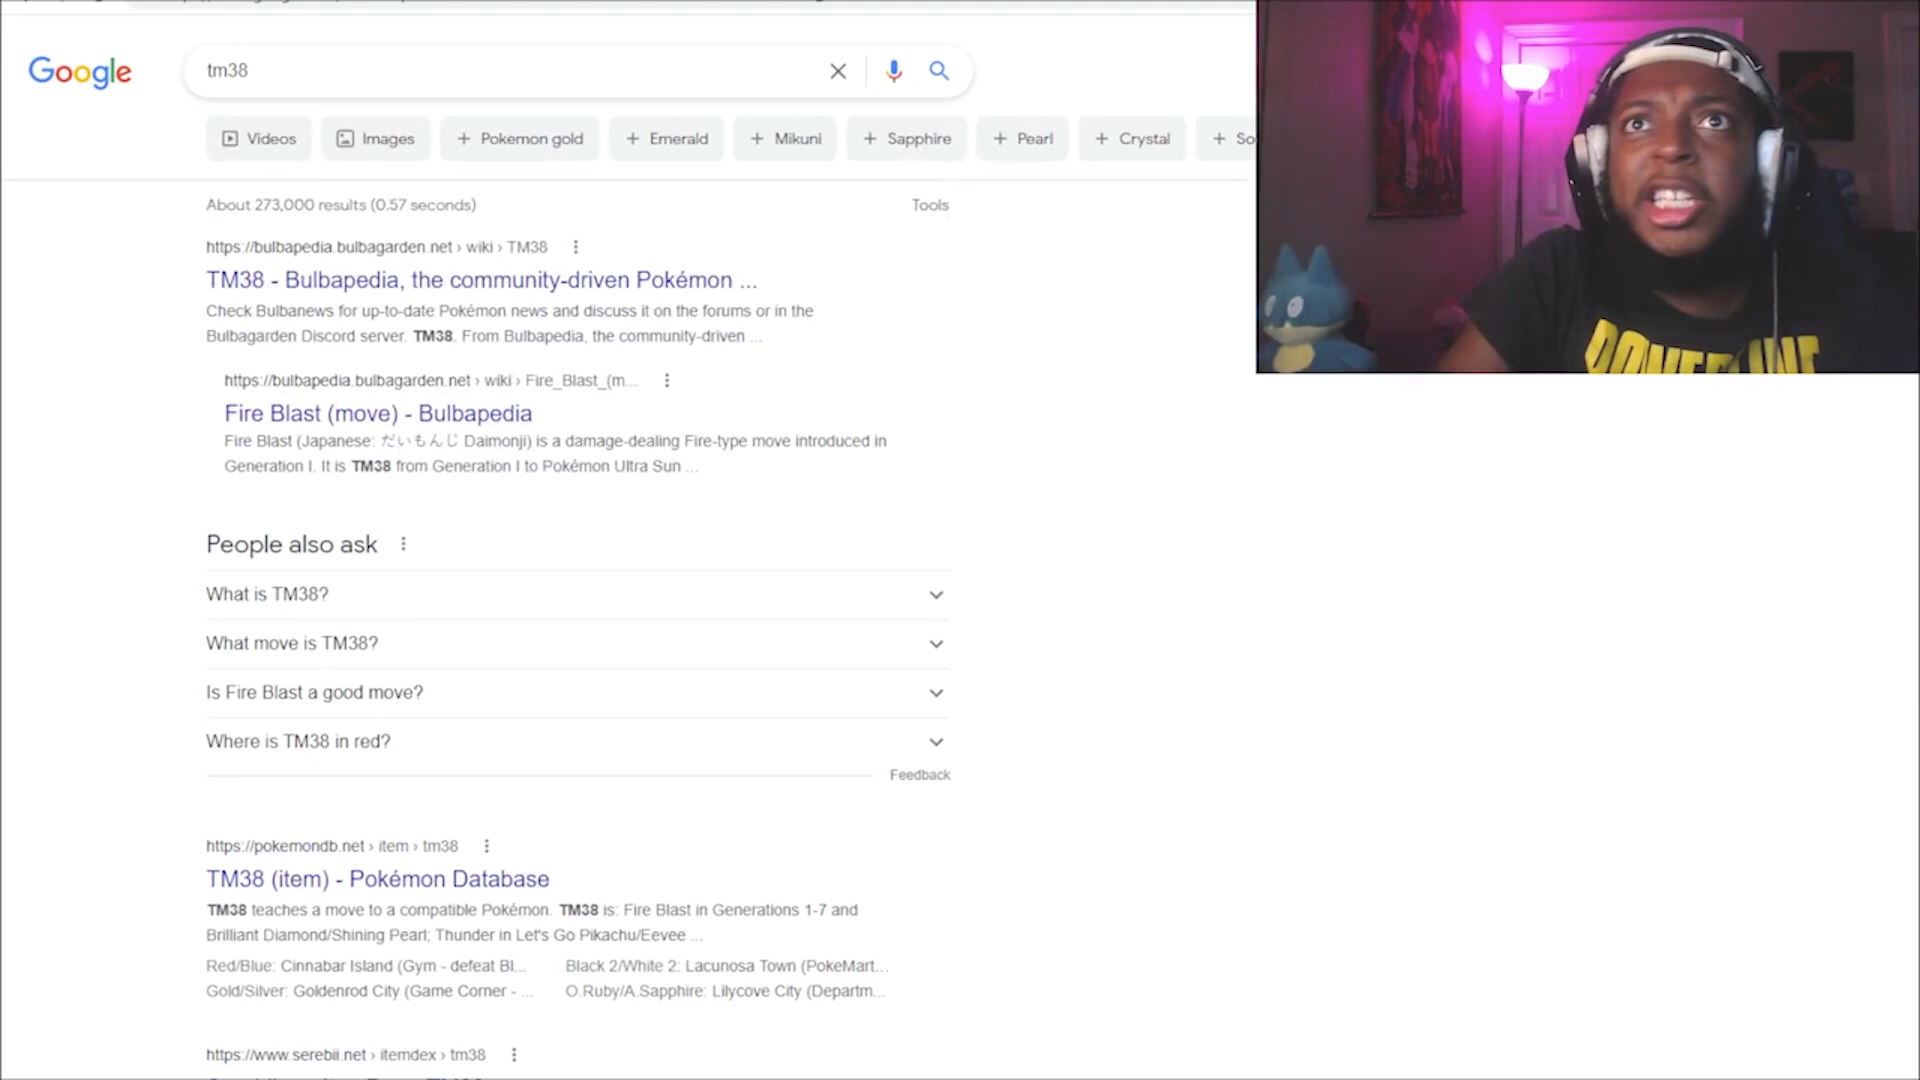 Google
tm38
Videos
Images
Pokemon gold
Emerald
Mikuni
Sapphire
Pearl
Crystal
So
About 273,000 results (0.57 seconds)
Tools
https://bulbapedia.bulbagarden.net › wiki › TM38
TM38 - Bulbapedia, the community-driven Pokémon ...
Check Bulbanews for up-to-date Pokémon news and discuss it on the forums or in the
Bulbagarden Discord server. TM38. From Bulbapedia, the community-driven ...
https://bulbapedia.bulbagarden.net › wiki › Fire_Blast_(m...
Fire Blast (move) - Bulbapedia
Fire Blast (Japanese: だいもんじ Daimonji) is a damage-dealing Fire-type move introduced in
Generation I. It is TM38 from Generation I to Pokémon Ultra Sun ...
People also ask
What is TM38?
What move is TM38?
Is Fire Blast a good move?
Where is TM38 in red?
Feedback
https://pokemondb.net › item › tm38
TM38 (item) - Pokémon Database
TM38 teaches a move to a compatible Pokémon. TM38 is: Fire Blast in Generations 1-7 and
Brilliant Diamond/Shining Pearl; Thunder in Let's Go Pikachu/Eevee ...
Red/Blue: Cinnabar Island (Gym - defeat Bl...
Black 2/White 2: Lacunosa Town (PokeMart...
Gold/Silver: Goldenrod City (Game Corner - ...
O.Ruby/A.Sapphire: Lilycove City (Departm...
https://www.serebii.net › itemdex › tm38